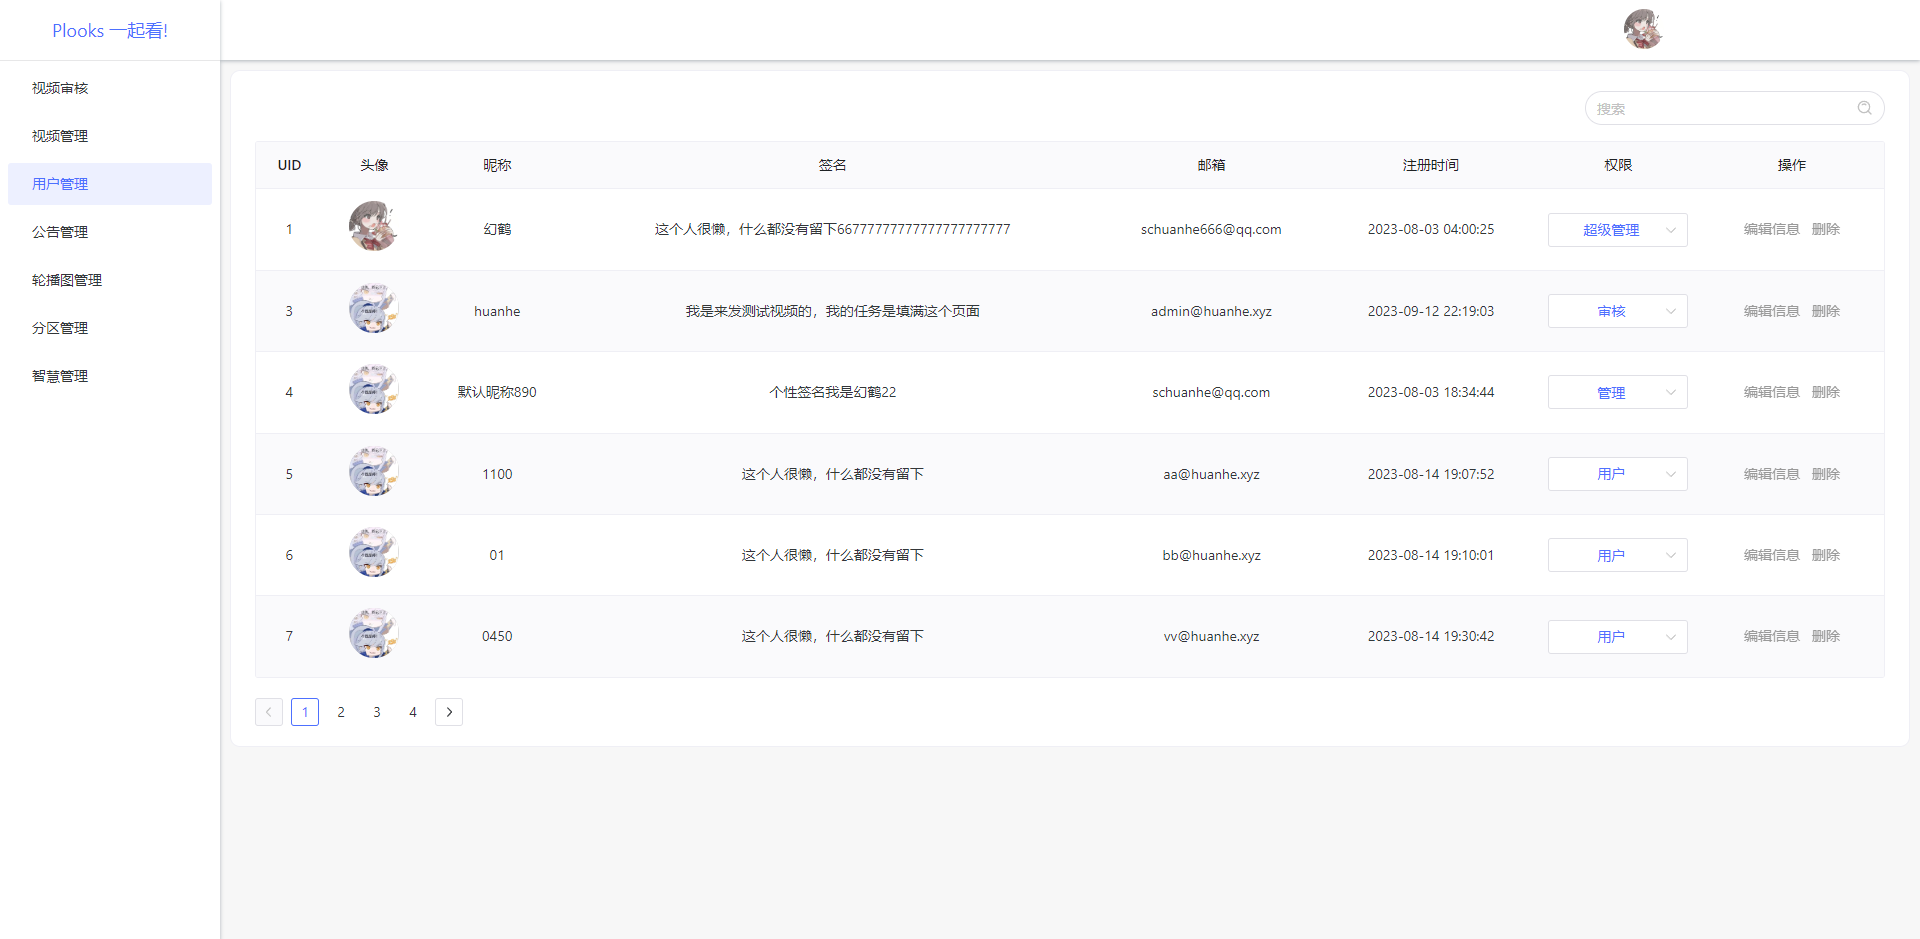 Plooks 一起看!
视频审核
视频管理
用户管理
公告管理
轮播图管理
分区管理
智慧管理
搜索
UID 头像 昵称 签名 邮箱 注册时间 权限 操作
1 幻鹤 这个人很懒，什么都没有留下66777777777777777777777 schuanhe666@qq.com 2023-08-03 04:00:25 超级管理 编辑信息 删除
3 huanhe 我是来发测试视频的，我的任务是填满这个页面 admin@huanhe.xyz 2023-09-12 22:19:03 审核 编辑信息 删除
4 默认昵称890 个性签名我是幻鹤22 schuanhe@qq.com 2023-08-03 18:34:44 管理 编辑信息 删除
5 1100 这个人很懒，什么都没有留下 aa@huanhe.xyz 2023-08-14 19:07:52 用户 编辑信息 删除
6 01 这个人很懒，什么都没有留下 bb@huanhe.xyz 2023-08-14 19:10:01 用户 编辑信息 删除
7 0450 这个人很懒，什么都没有留下 vv@huanhe.xyz 2023-08-14 19:30:42 用户 编辑信息 删除
1 2 3 4